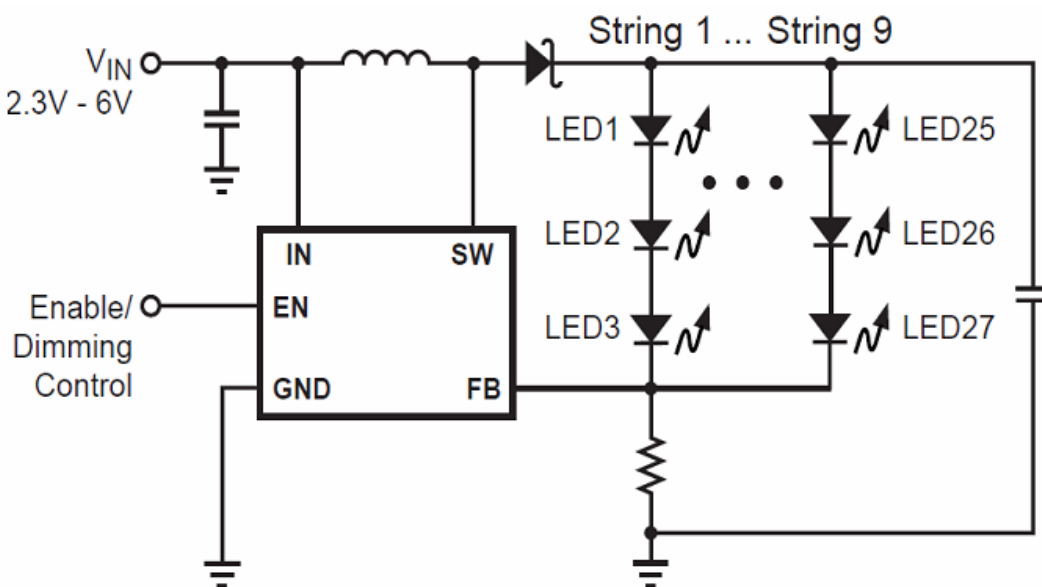 String 1 ... String 9
VIN
2.3V - 6V
LED1
LED25
LED2
LED26
LED3
LED27
IN
SW
EN
GND
FB
Enable/
Dimming
Control